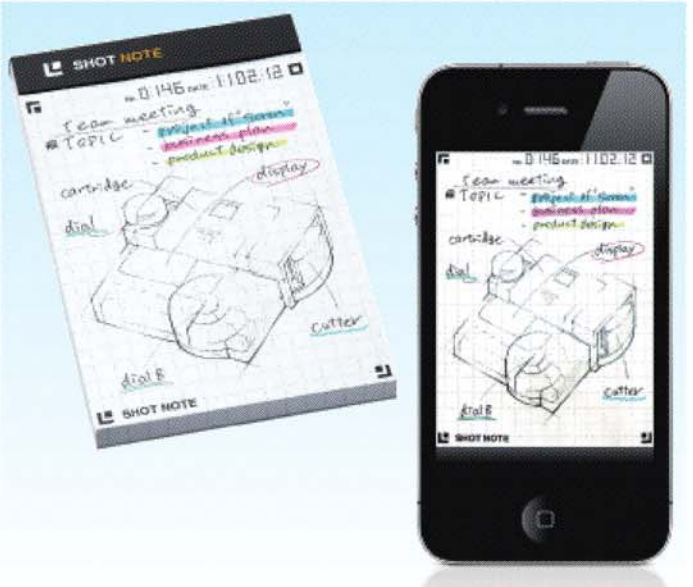 SHOT NOTE
No. 0146 DATE 11.02.12
Team meeting
TOPIC - project of "
- business plan
- product design
cartridge
display
dial
cutter
dial B
SHOT NOTE
No. 0146 DATE 11.02.12
Team meeting
TOPIC - project of "
- business plan
- product design
cartridge
display
dial
cutter
dial B
SHOT NOTE